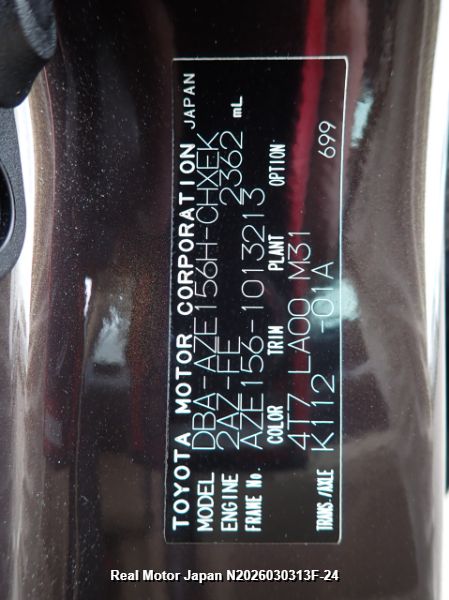 TOYOTA MOTOR CORPORATION JAPAN
MODEL DBA-AZE156H-CHXEK
ENGINE 2AZ-FE 2362 mL
FRAME No. AZE156-1013213
COLOR TRIN PLANT OPTION
4T7 LA00 M31
TRANS./AXLE K112 -01A 699
Real Motor Japan N2026030313F-24